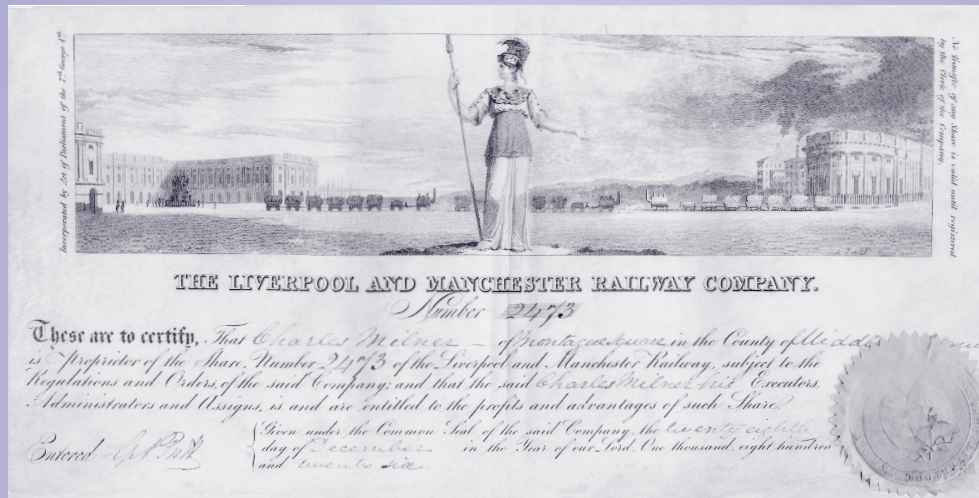 Incorporated by Act of Parliament of the 7th George 4th
No Transfer of any Share is valid until registered
by the Clerk of the Company.
THE LIVERPOOL AND MANCHESTER RAILWAY COMPANY.
Number 2473
These are to certify, That Charles Milner – of Montague Square in the County of
is Proprietor of the Share, Number 2473 of the Liverpool and Manchester Railway, subject to the
Regulations and Orders of the said Company; and that the said Charles Milner his Executors,
Administrators and Assigns, is and are entitled to the profits and advantages of such Share.
Given under the Common Seal of the said Company, the twenty eighth
day of December in the Year of our Lord, One thousand, eight hundred
and twenty six.
Entered